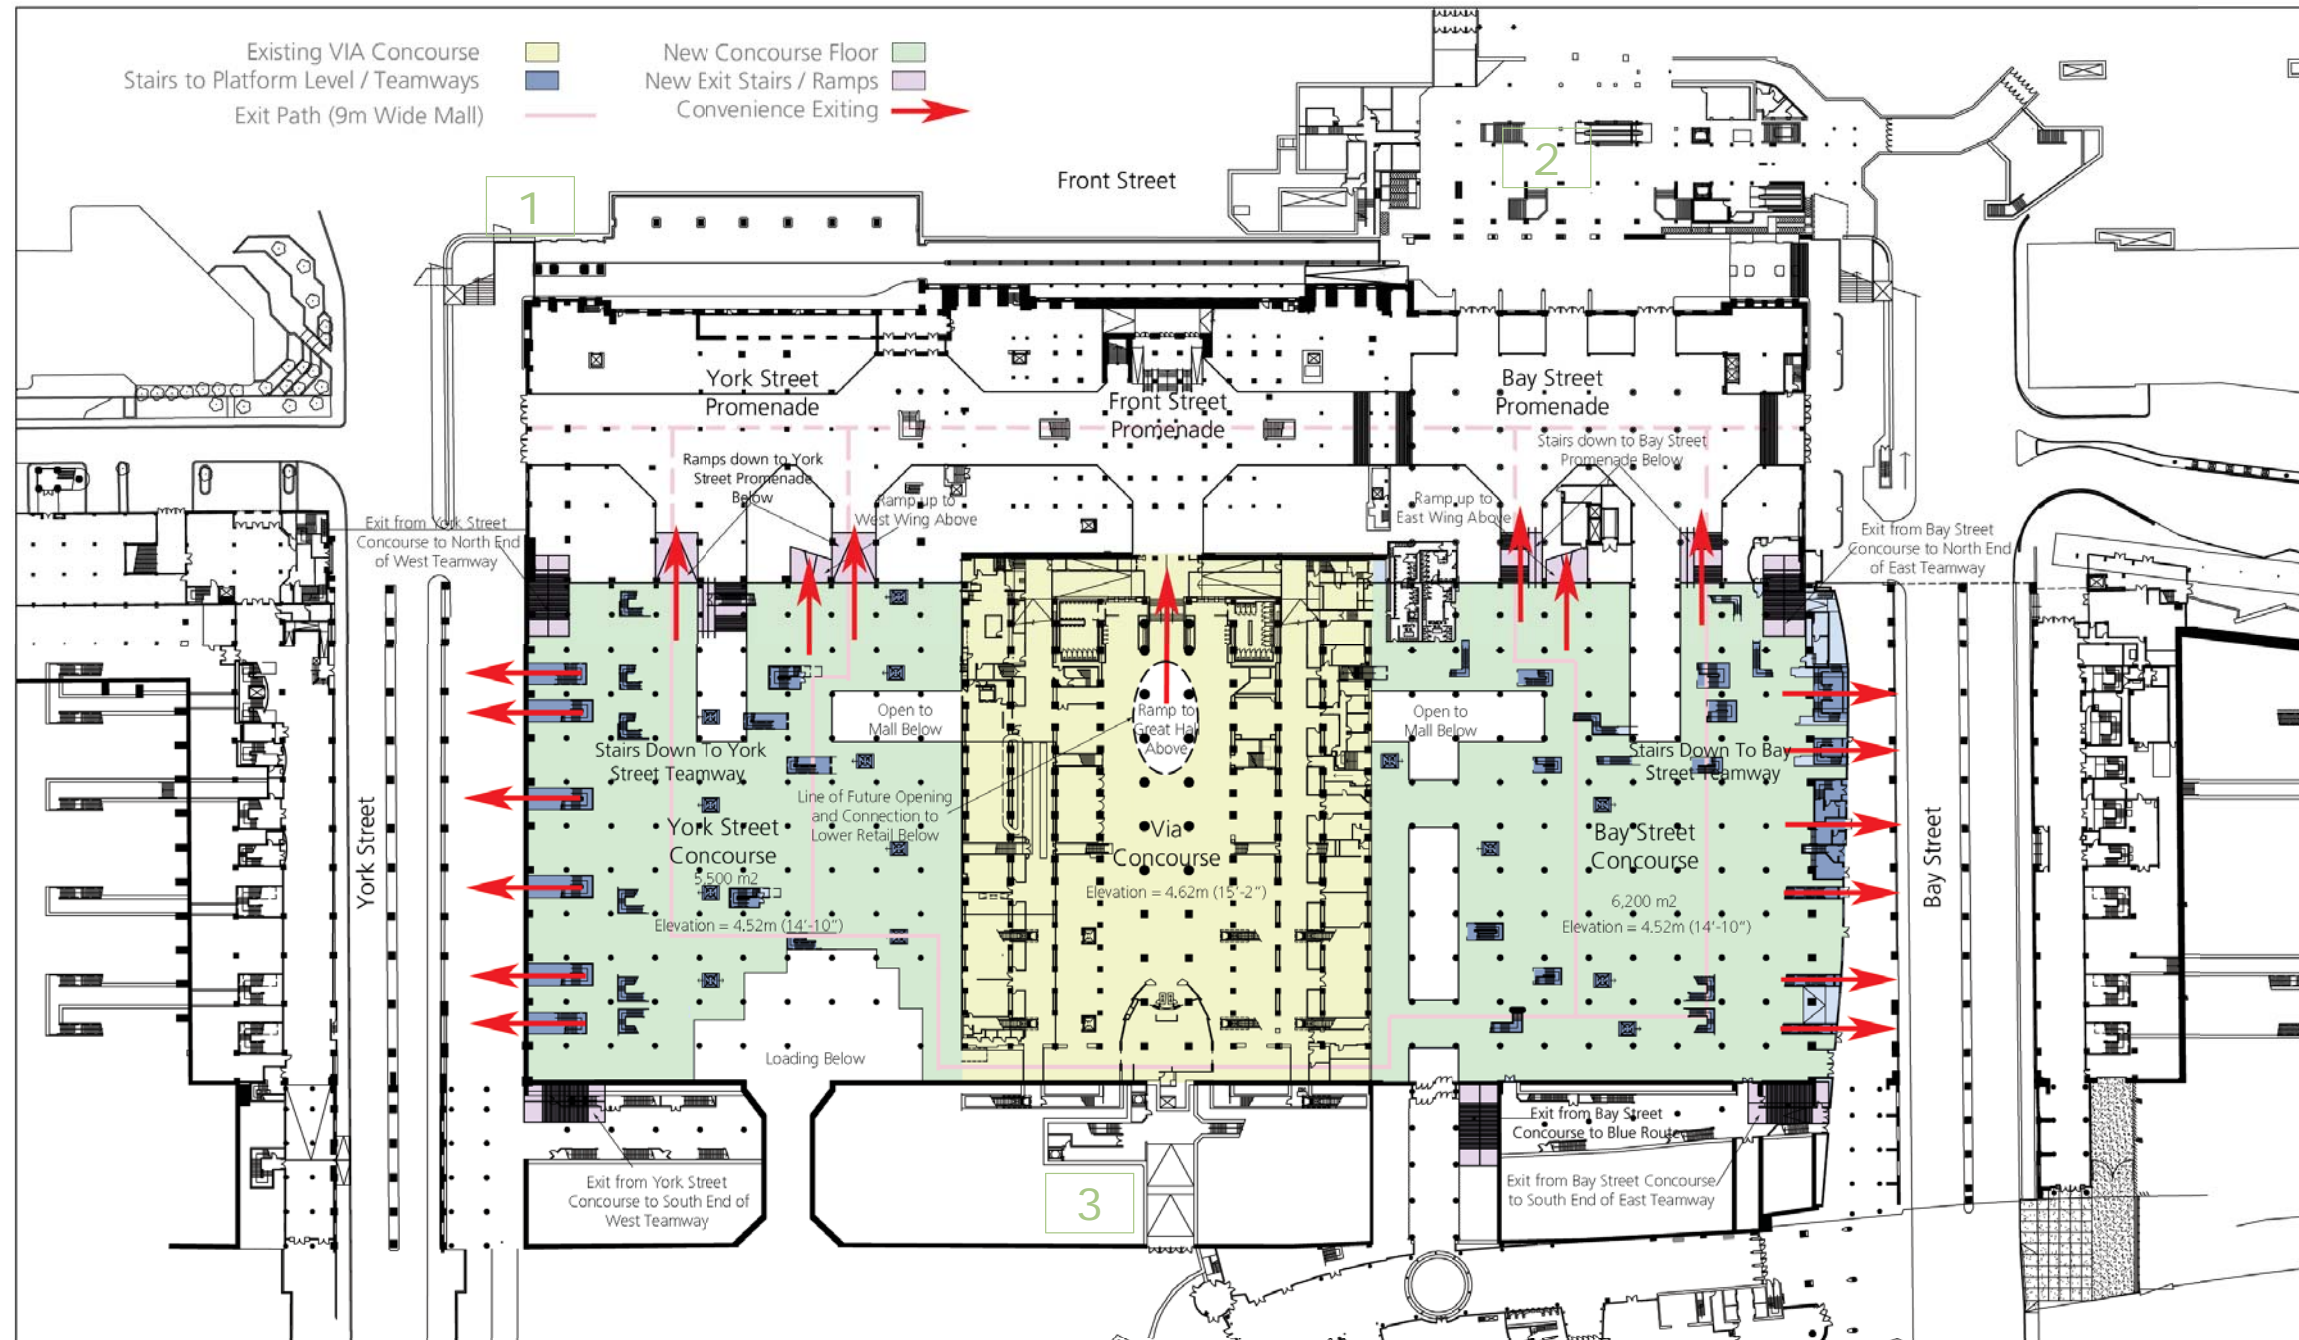 Existing VIA Concourse
Stairs to Platform Level / Teamways
Exit Path (9m Wide Mall)
New Concourse Floor
New Exit Stairs / Ramps
Convenience Exiting
1
Front Street
2
York Street
Promenade
Front Street
Promenade
Bay Street
Promenade
Ramps down to York
Street Promenade
Below
Ramp up to
West Wing Above
Stairs down to Bay Street
Promenade Below
Ramp up to
East Wing Above
Exit from York Street
Concourse to North End
of West Teamway
Exit from Bay Street
Concourse to North End
of East Teamway
Open to
Mall Below
Ramp to
Great Hall
Above
Open to
Mall Below
Stairs Down To York
Street Teamway
Stairs Down To Bay
Street Teamway
Line of Future Opening
and Connection to
Lower Retail Below
York Street
York Street
Concourse
5,500 m2
Elevation = 4.52m (14'-10")
Via
Concourse
Elevation = 4.62m (15'-2")
Bay Street
Concourse
6,200 m2
Elevation = 4.52m (14'-10")
Bay Street
Loading Below
Exit from York Street
Concourse to South End of
West Teamway
3
Exit from Bay Street
Concourse to Blue Route
Exit from Bay Street Concourse
to South End of East Teamway